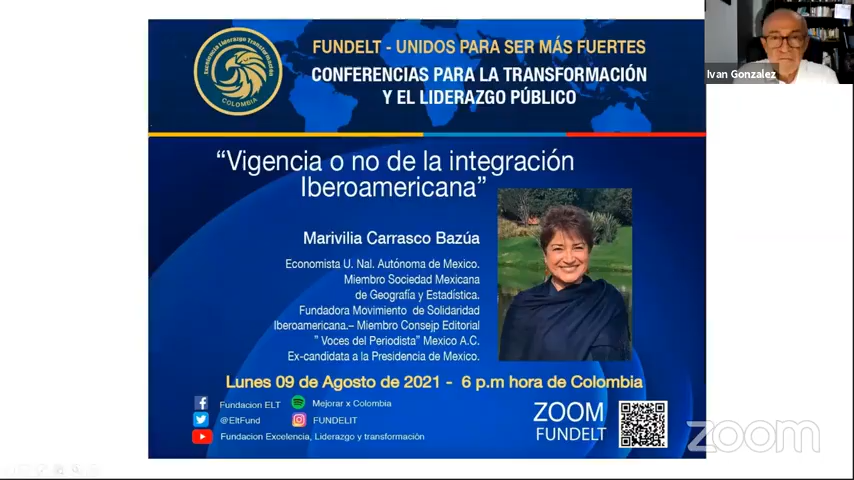 FUNDELT - UNIDOS PARA SER MÁS FUERTES
CONFERENCIAS PARA LA TRANSFORMACIÓN
Y EL LIDERAZGO PÚBLICO
Excelencia Liderazgo Transformación
COLOMBIA
Ivan Gonzalez
“Vigencia o no de la integración
Iberoamericana”
Marivilia Carrasco Bazúa
Economista U. Nal. Autónoma de Mexico.
Miembro Sociedad Mexicana
de Geografía y Estadística.
Fundadora Movimiento de Solidaridad
Iberoamericana.– Miembro Consejp Editorial
” Voces del Periodista” Mexico A.C.
Ex-candidata a la Presidencia de Mexico.
Lunes 09 de Agosto de 2021 - 6 p.m hora de Colombia
Fundacion ELT
Mejorar x Colombia
@EltFund
FUNDELIT
Fundacion Excelencia, Liderazgo y transformaciòn
ZOOM
FUNDELT
zoom